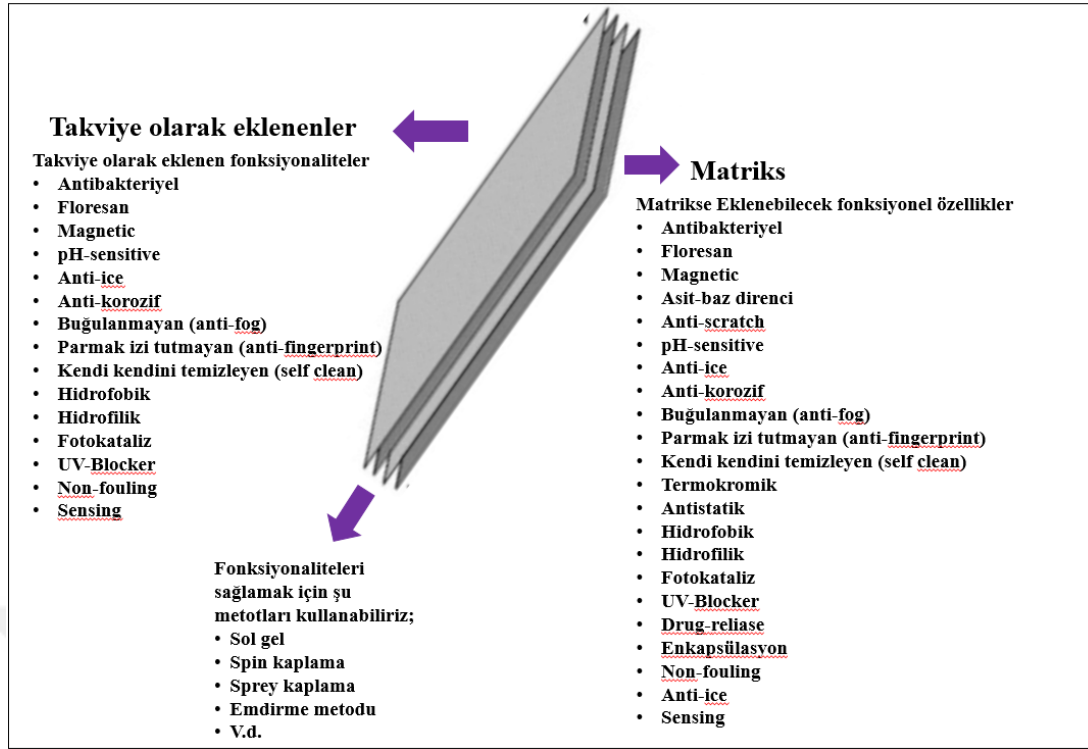 Takviye olarak eklenenler
Takviye olarak eklenen fonksiyonaliteler
• Antibakteriyel
• Floresan
• Magnetic
• pH-sensitive
• Anti-ice
• Anti-korozif
• Buğulanmayan (anti-fog)
• Parmak izi tutmayan (anti-fingerprint)
• Kendi kendini temizleyen (self clean)
• Hidrofobik
• Hidrofilik
• Fotokataliz
• UV-Blocker
• Non-fouling
• Sensing
Matriks
Matrikse Eklenebilecek fonksiyonel özellikler
• Antibakteriyel
• Floresan
• Magnetic
• Asit-baz direnci
• Anti-scratch
• pH-sensitive
• Anti-ice
• Anti-korozif
• Buğulanmayan (anti-fog)
• Parmak izi tutmayan (anti-fingerprint)
• Kendi kendini temizleyen (self clean)
• Termokromik
• Antistatik
• Hidrofobik
• Hidrofilik
• Fotokataliz
• UV-Blocker
• Drug-reliase
• Enkapsülasyon
• Non-fouling
• Anti-ice
• Sensing
Fonksiyonaliteleri
sağlamak için şu
metotları kullanabiliriz;
• Sol gel
• Spin kaplama
• Sprey kaplama
• Emdirme metodu
• V.d.